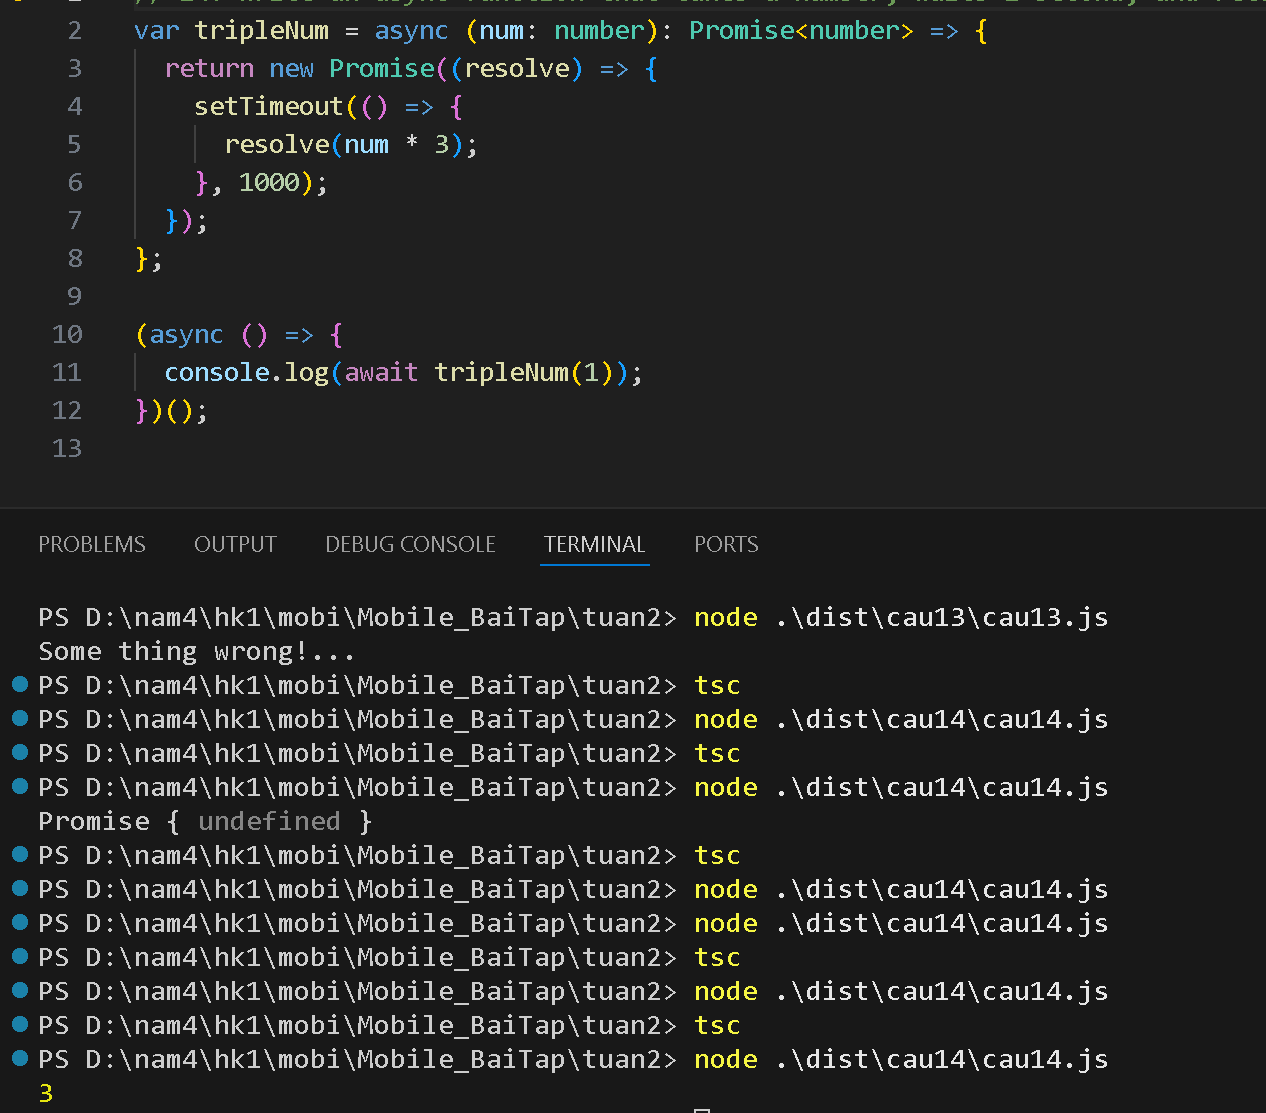 2 var tripleNum = async (num: number): Promise<number> => {
3 return new Promise((resolve) => {
4 setTimeout(() => {
5 resolve(num * 3);
6 }, 1000);
7 });
8 };
9
10 (async () => {
11 console.log(await tripleNum(1));
12 })();
13
PROBLEMS OUTPUT DEBUG CONSOLE TERMINAL PORTS
PS D:\nam4\hk1\mobi\Mobile_BaiTap\tuan2> node .\dist\cau13\cau13.js
Some thing wrong!...
PS D:\nam4\hk1\mobi\Mobile_BaiTap\tuan2> tsc
PS D:\nam4\hk1\mobi\Mobile_BaiTap\tuan2> node .\dist\cau14\cau14.js
PS D:\nam4\hk1\mobi\Mobile_BaiTap\tuan2> tsc
PS D:\nam4\hk1\mobi\Mobile_BaiTap\tuan2> node .\dist\cau14\cau14.js
Promise { undefined }
PS D:\nam4\hk1\mobi\Mobile_BaiTap\tuan2> tsc
PS D:\nam4\hk1\mobi\Mobile_BaiTap\tuan2> node .\dist\cau14\cau14.js
PS D:\nam4\hk1\mobi\Mobile_BaiTap\tuan2> node .\dist\cau14\cau14.js
PS D:\nam4\hk1\mobi\Mobile_BaiTap\tuan2> tsc
PS D:\nam4\hk1\mobi\Mobile_BaiTap\tuan2> node .\dist\cau14\cau14.js
PS D:\nam4\hk1\mobi\Mobile_BaiTap\tuan2> tsc
PS D:\nam4\hk1\mobi\Mobile_BaiTap\tuan2> node .\dist\cau14\cau14.js
3